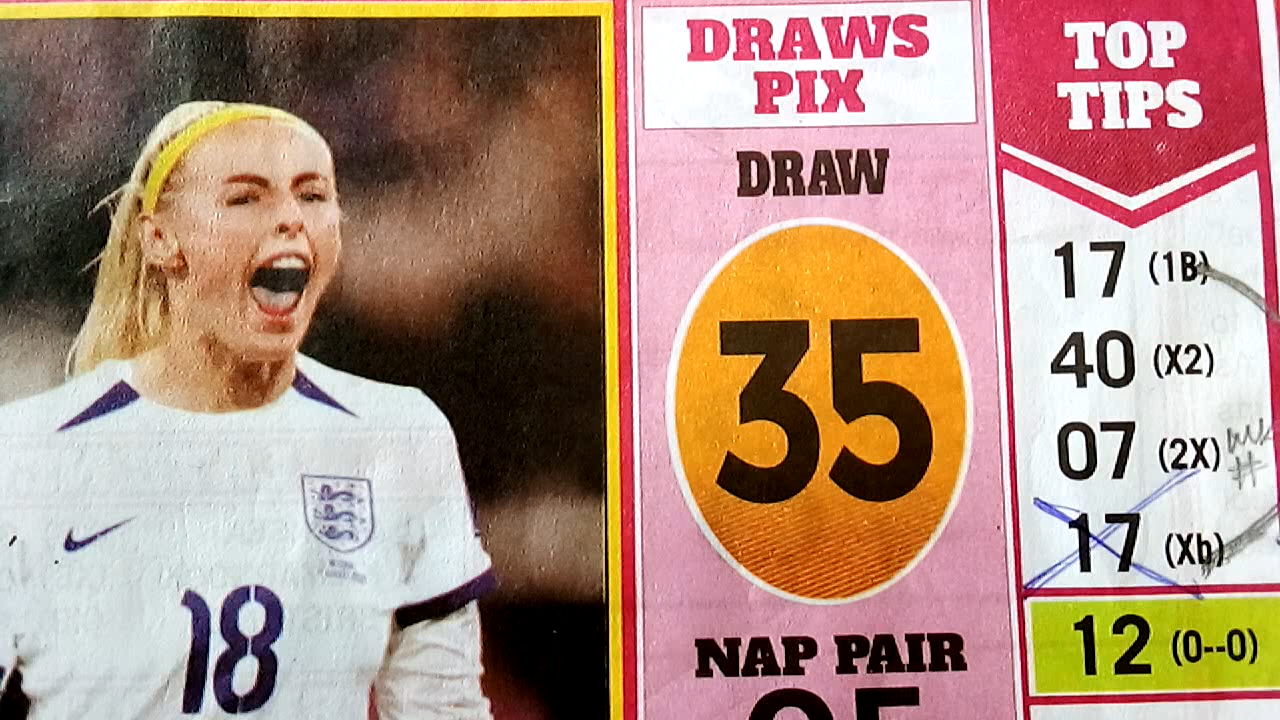 18
DRAWS
PIX
DRAW
35
NAP PAIR
TOP
TIPS
17 (1B)
40 (X2)
07 (2X)
17 (Xb)
12 (0--0)